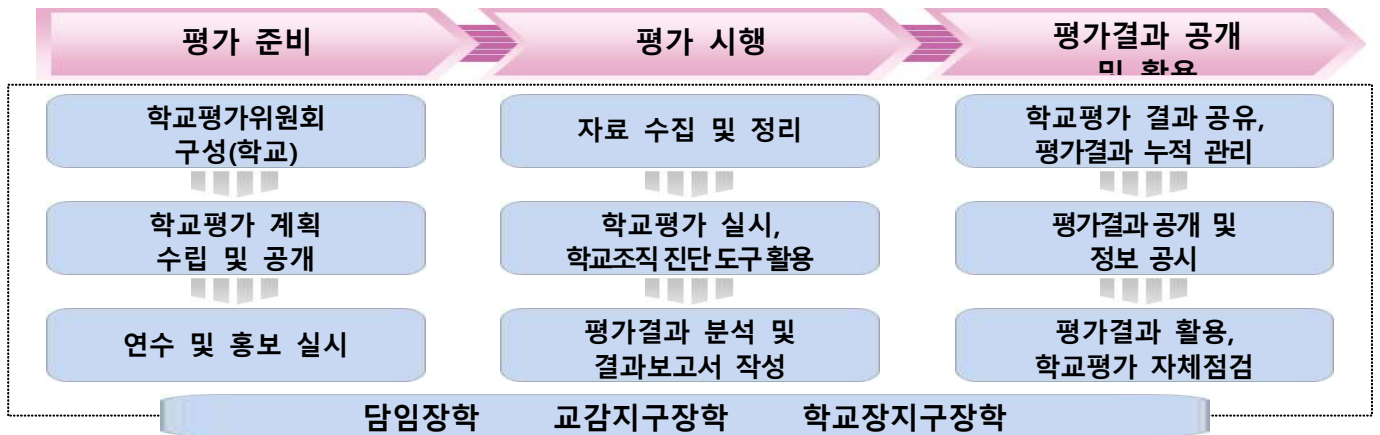 평가 준비
평가 시행
평가결과 공개
및 활용
학교평가위원회
구성(학교)
자료 수집 및 정리
학교평가 결과 공유,
평가결과 누적 관리
학교평가 계획
수립 및 공개
학교평가 실시,
학교조직 진단 도구 활용
평가결과 공개 및
정보 공시
연수 및 홍보 실시
평가결과 분석 및
결과보고서 작성
평가결과 활용,
학교평가 자체점검
담임장학 교감지구장학 학교장지구장학